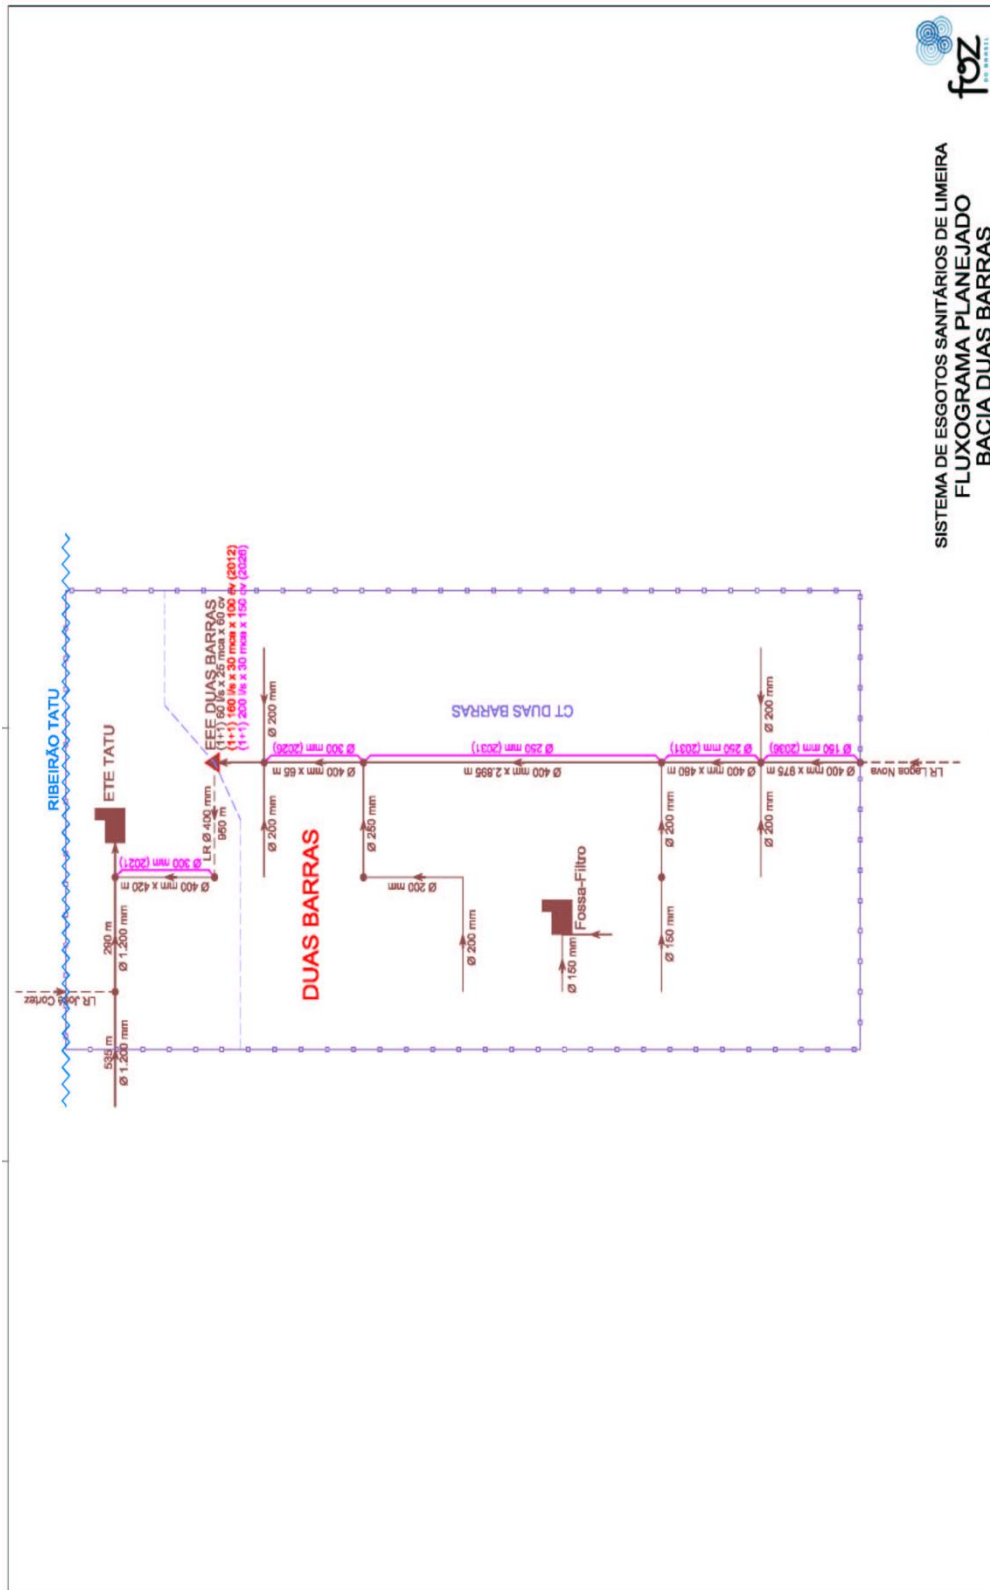 RIBEIRÃO TATU
ETE TATU
LR José Cortez
535 m
Ø 1.200 mm
290 m
Ø 1.200 mm
Ø 400 mm x 420 m
Ø 300 mm (2021)
LR Ø 400 mm
950 m
EEE DUAS BARRAS
(1+1) 60 l/s x 25 mca x 60 cv
(1+1) 160 l/s x 30 mca x 100 cv (2012)
(1+1) 200 l/s x 30 mca x 150 cv (2026)
Ø 200 mm
Ø 200 mm
DUAS BARRAS
Ø 400 mm x 65 m
Ø 300 mm (2026)
Ø 250 mm
Ø 200 mm
Ø 200 mm
Ø 400 mm x 2.895 m
Ø 250 mm (2031)
CT DUAS BARRAS
Fossa-Filtro
Ø 150 mm
Ø 150 mm
Ø 200 mm
Ø 400 mm x 460 m
Ø 250 mm (2031)
Ø 200 mm
Ø 200 mm
Ø 400 mm x 975 m
Ø 150 mm (2036)
LR Lagoa Nova
SISTEMA DE ESGOTOS SANITÁRIOS DE LIMEIRA
FLUXOGRAMA PLANEJADO
BACIA DUAS BARRAS
foz
DO BRASIL